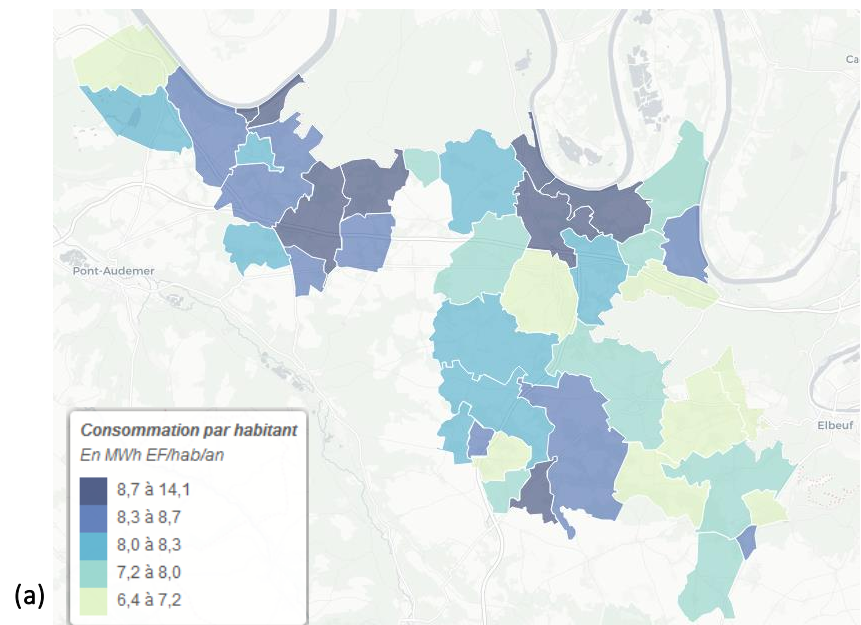 Ca
Pont-Audemer
Elbeuf
Consommation par habitant
En MWh EF/hab/an
8,7 à 14,1
8,3 à 8,7
8,0 à 8,3
7,2 à 8,0
6,4 à 7,2
(a)